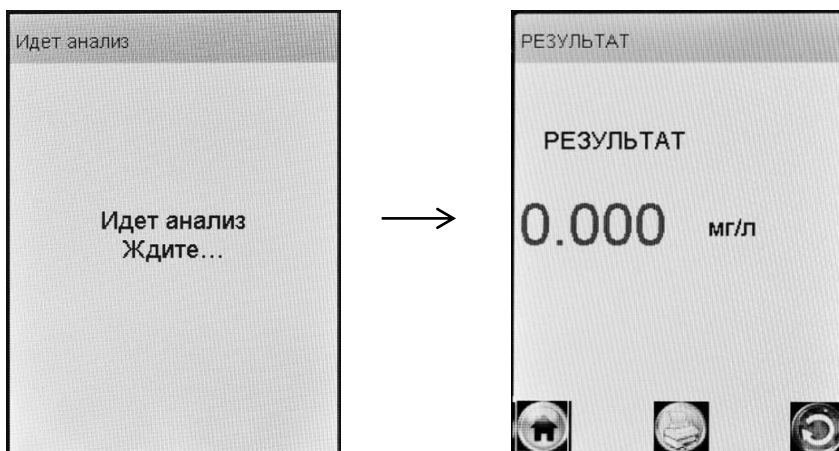 Идет анализ
Идет анализ
Ждите...
РЕЗУЛЬТАТ
РЕЗУЛЬТАТ
0.000 мг/л